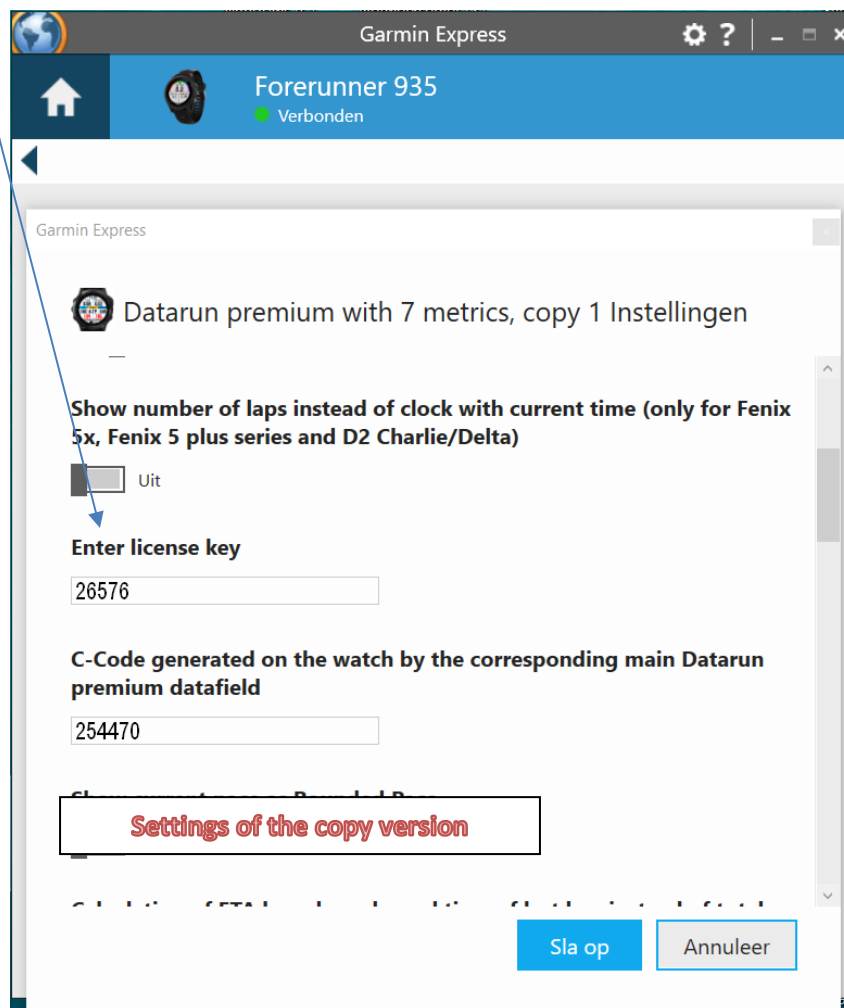 Garmin Express
Forerunner 935
Verbonden
Garmin Express
Datarun premium with 7 metrics, copy 1 Instellingen
Show number of laps instead of clock with current time (only for Fenix
5x, Fenix 5 plus series and D2 Charlie/Delta)
Uit
Enter license key
26576
C-Code generated on the watch by the corresponding main Datarun
premium datafield
254470
Settings of the copy version
Sla op
Annuleer